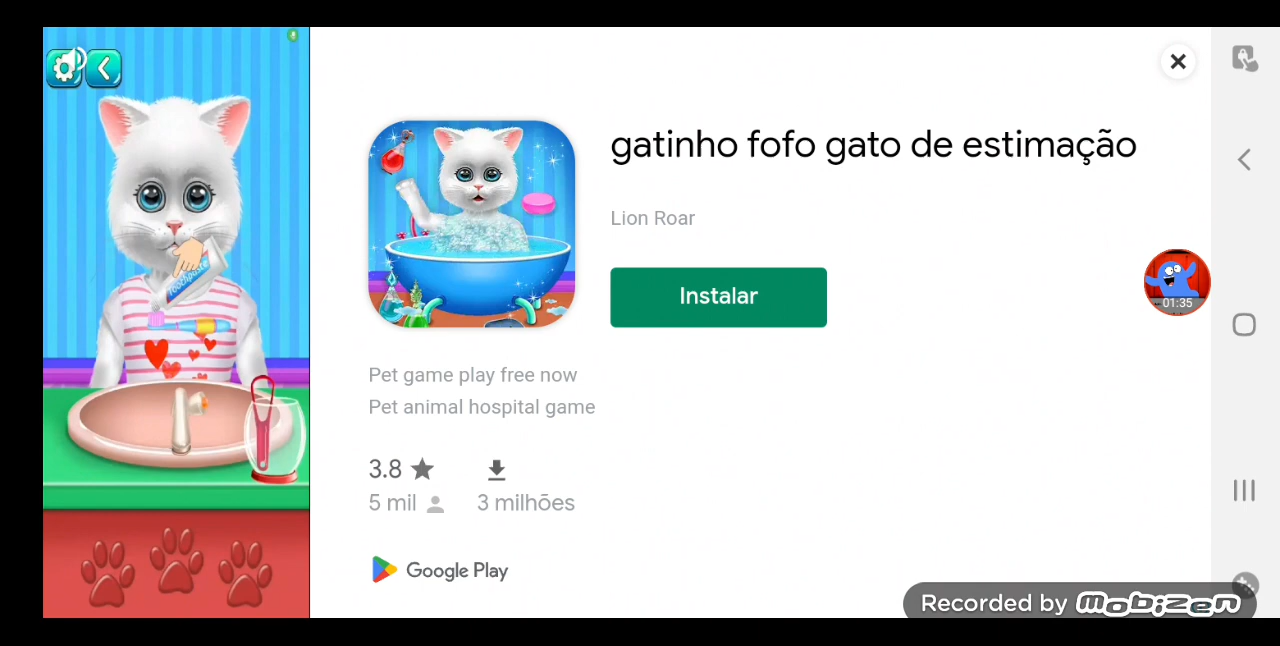 gatinho fofo gato de estimação
Lion Roar
Instalar
Toothpaste
01:35
Pet game play free now
Pet animal hospital game
3.8
5 mil
3 milhões
Google Play
Recorded by mobizen